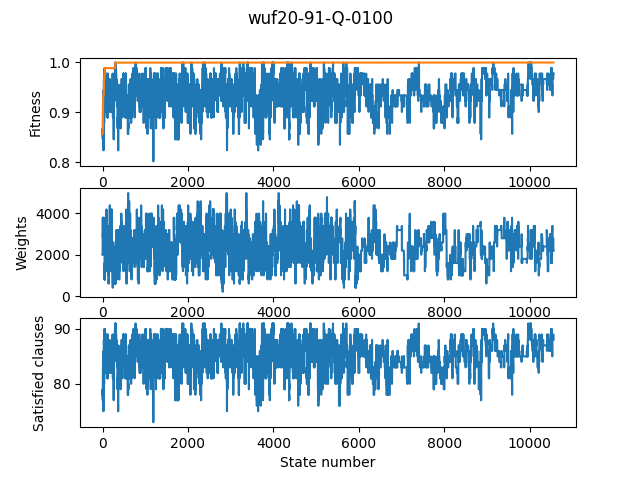 wuf20-91-Q-0100
1.0
0.9
0.8
Fitness
0 2000 4000 6000 8000 10000
4000
2000
0
Weights
0 2000 4000 6000 8000 10000
90
80
Satisfied clauses
0 2000 4000 6000 8000 10000
State number